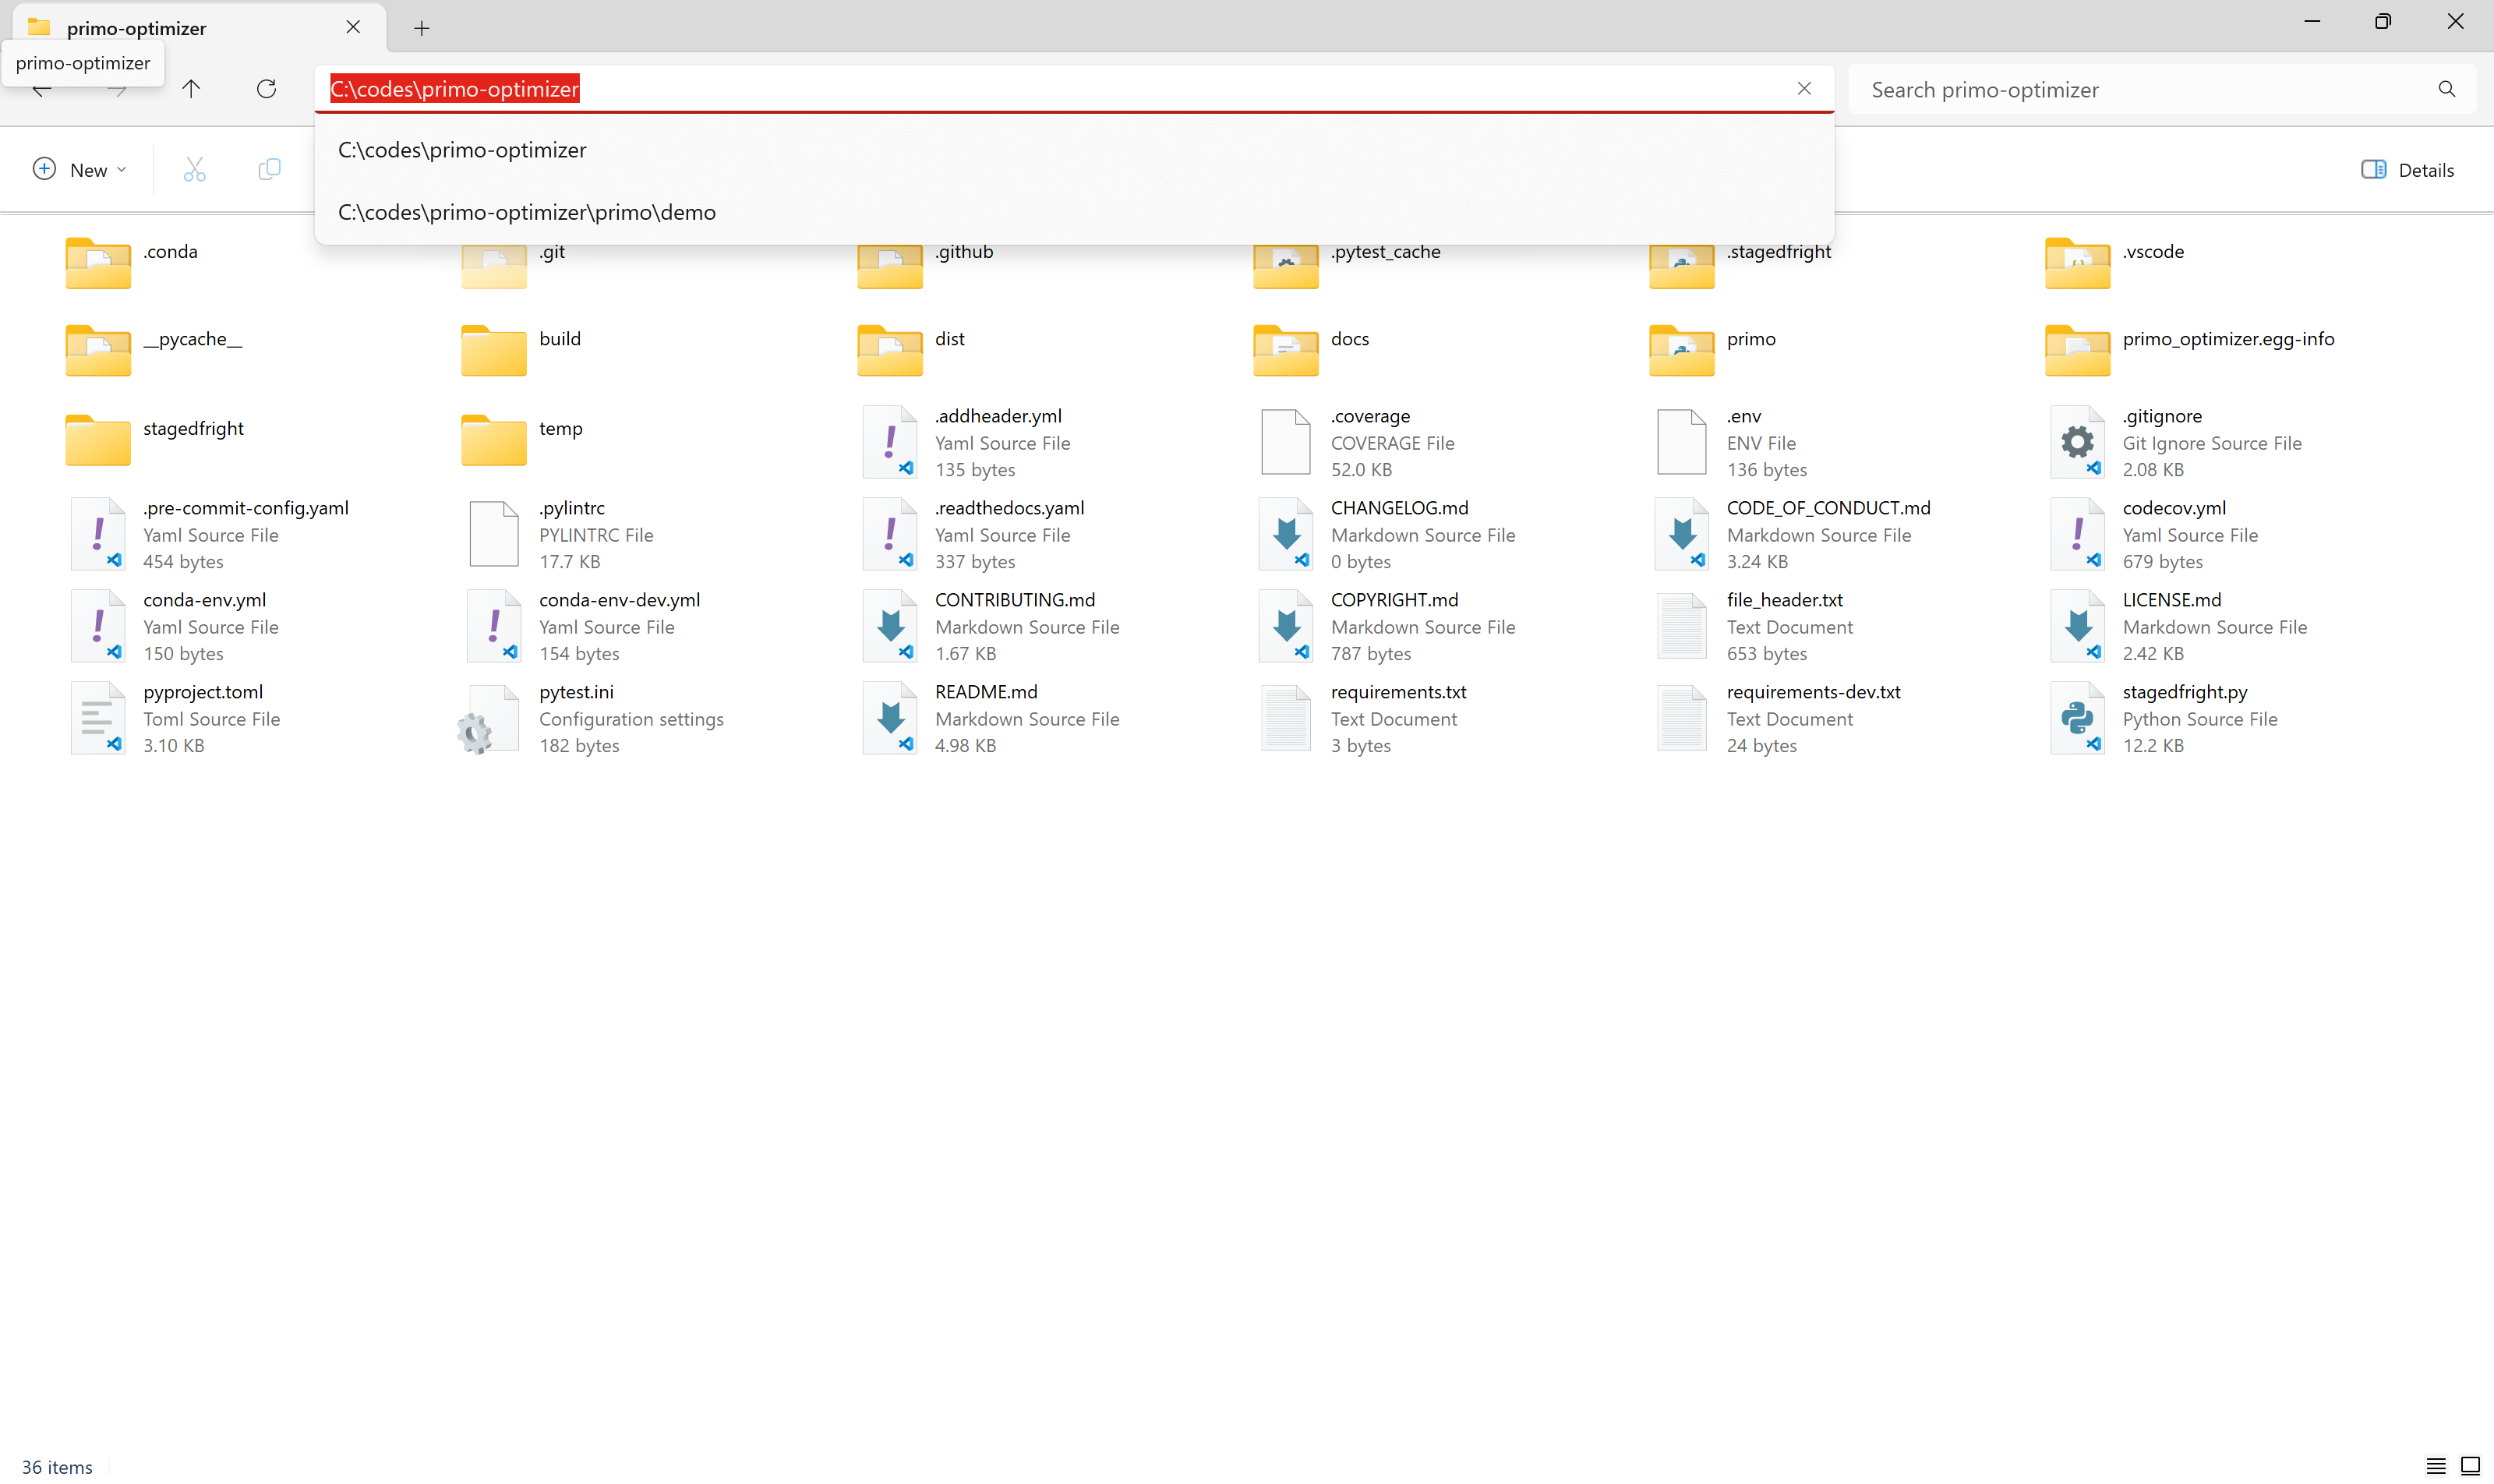 primo-optimizer
primo-optimizer
C:\codes\primo-optimizer
Search primo-optimizer
C:\codes\primo-optimizer
C:\codes\primo-optimizer\primo\demo
New
Details
.conda
.git
.github
.pytest_cache
.stagedfright
.vscode
__pycache__
build
dist
docs
primo
primo_optimizer.egg-info
stagedfright
temp
.addheader.yml
Yaml Source File
135 bytes
.coverage
COVERAGE File
52.0 KB
.env
ENV File
136 bytes
.gitignore
Git Ignore Source File
2.08 KB
.pre-commit-config.yaml
Yaml Source File
454 bytes
.pylintrc
PYLINTRC File
17.7 KB
.readthedocs.yaml
Yaml Source File
337 bytes
CHANGELOG.md
Markdown Source File
0 bytes
CODE_OF_CONDUCT.md
Markdown Source File
3.24 KB
codecov.yml
Yaml Source File
679 bytes
conda-env.yml
Yaml Source File
150 bytes
conda-env-dev.yml
Yaml Source File
154 bytes
CONTRIBUTING.md
Markdown Source File
1.67 KB
COPYRIGHT.md
Markdown Source File
787 bytes
file_header.txt
Text Document
653 bytes
LICENSE.md
Markdown Source File
2.42 KB
pyproject.toml
Toml Source File
3.10 KB
pytest.ini
Configuration settings
182 bytes
README.md
Markdown Source File
4.98 KB
requirements.txt
Text Document
3 bytes
requirements-dev.txt
Text Document
24 bytes
stagedfright.py
Python Source File
12.2 KB
36 items